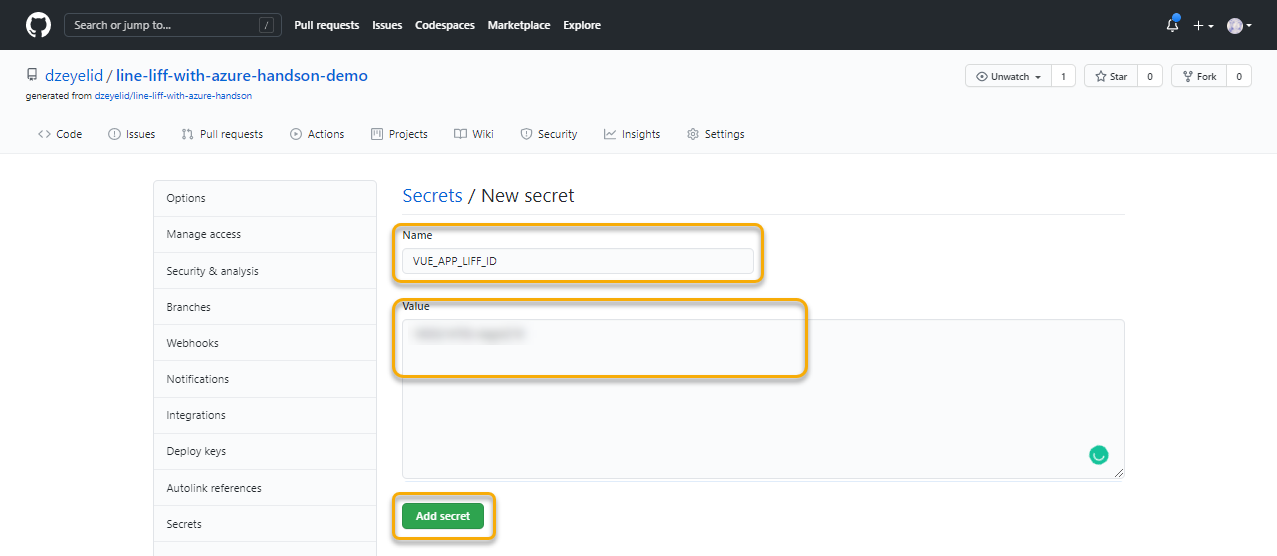 Search or jump to... /
Pull requests Issues Codespaces Marketplace Explore
dzeyelid / line-liff-with-azure-handson-demo
Unwatch 1 Star 0 Fork 0
generated from dzeyelid/line-liff-with-azure-handson
Code Issues Pull requests Actions Projects Wiki Security Insights Settings
Options
Manage access
Security & analysis
Branches
Webhooks
Notifications
Integrations
Deploy keys
Autolink references
Secrets
Secrets / New secret
Name
VUE_APP_LIFF_ID
Value
Add secret